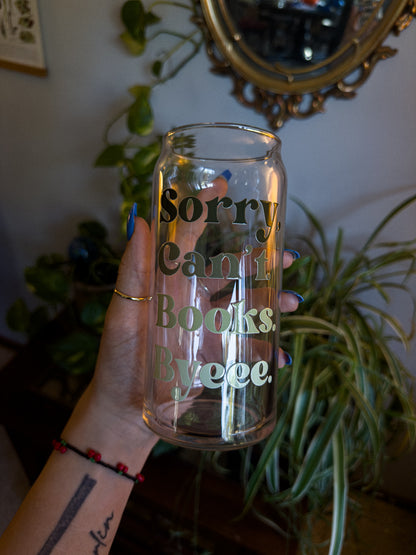 Sorry,
Can't
Books.
Byeee.